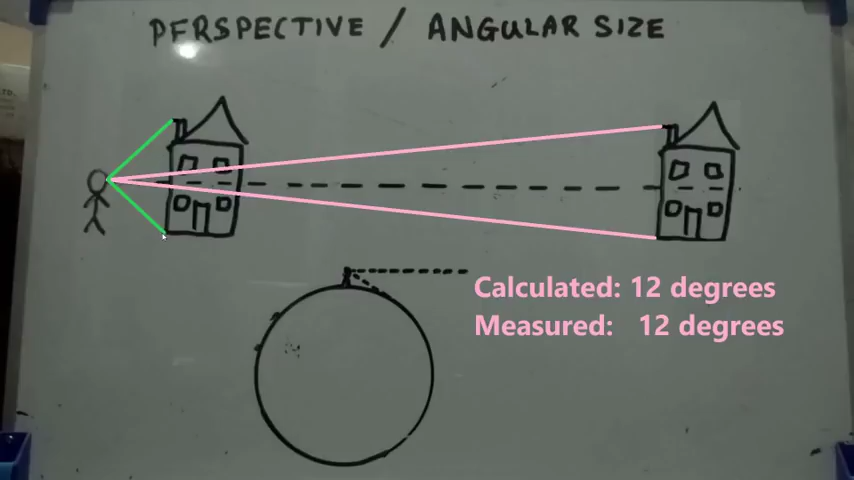 PERSPECTIVE / ANGULAR SIZE
Calculated: 12 degrees
Measured: 12 degrees